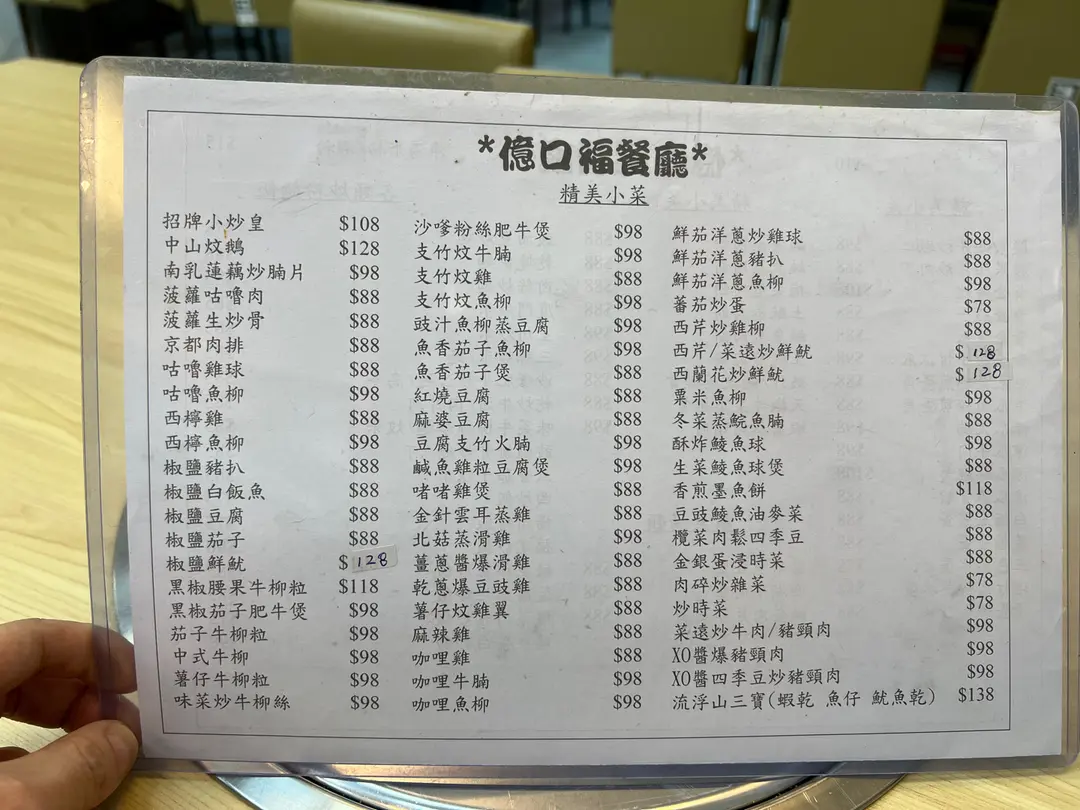 *億口福餐廳*
精美小菜
招牌小炒皇 $108
中山炆鵝 $128
南乳蓮藕炒腩片 $98
菠蘿咕嚕肉 $88
菠蘿生炒骨 $88
京都肉排 $88
咕嚕雞球 $88
咕嚕魚柳 $98
西檸雞 $88
西檸魚柳 $98
椒鹽豬扒 $88
椒鹽白飯魚 $88
椒鹽豆腐 $88
椒鹽茄子 $88
椒鹽鮮魷 $128
黑椒腰果牛柳粒 $118
黑椒茄子肥牛煲 $98
茄子牛柳粒 $98
中式牛柳 $98
薯仔牛柳粒 $98
味菜炒牛柳絲 $98
沙嗲粉絲肥牛煲 $98
支竹炆牛腩 $98
支竹炆雞 $88
支竹炆魚柳 $98
豉汁魚柳蒸豆腐 $98
魚香茄子魚柳 $98
魚香茄子煲 $88
紅燒豆腐 $88
麻婆豆腐 $88
豆腐支竹火腩 $98
鹹魚雞粒豆腐煲 $98
啫啫雞煲 $88
金針雲耳蒸雞 $88
北菇蒸滑雞 $98
薑蔥醬爆滑雞 $88
乾蔥爆豆豉雞 $88
薯仔炆雞翼 $88
麻辣雞 $88
咖哩雞 $88
咖哩牛腩 $98
咖哩魚柳 $98
鮮茄洋蔥炒雞球 $88
鮮茄洋蔥豬扒 $88
鮮茄洋蔥魚柳 $98
蕃茄炒蛋 $78
西芹炒雞柳 $88
西芹/菜遠炒鮮魷 $128
西蘭花炒鮮魷 $128
粟米魚柳 $98
冬菜蒸鯇魚腩 $88
酥炸鯪魚球 $98
生菜鯪魚球煲 $88
香煎墨魚餅 $118
豆豉鯪魚油麥菜 $88
欖菜肉鬆四季豆 $88
金銀蛋浸時菜 $88
肉碎炒雜菜 $78
炒時菜 $78
菜遠炒牛肉/豬頸肉 $98
XO醬爆豬頸肉 $98
XO醬四季豆炒豬頸肉 $98
流浮山三寶(蝦乾 魚仔 魷魚乾) $138